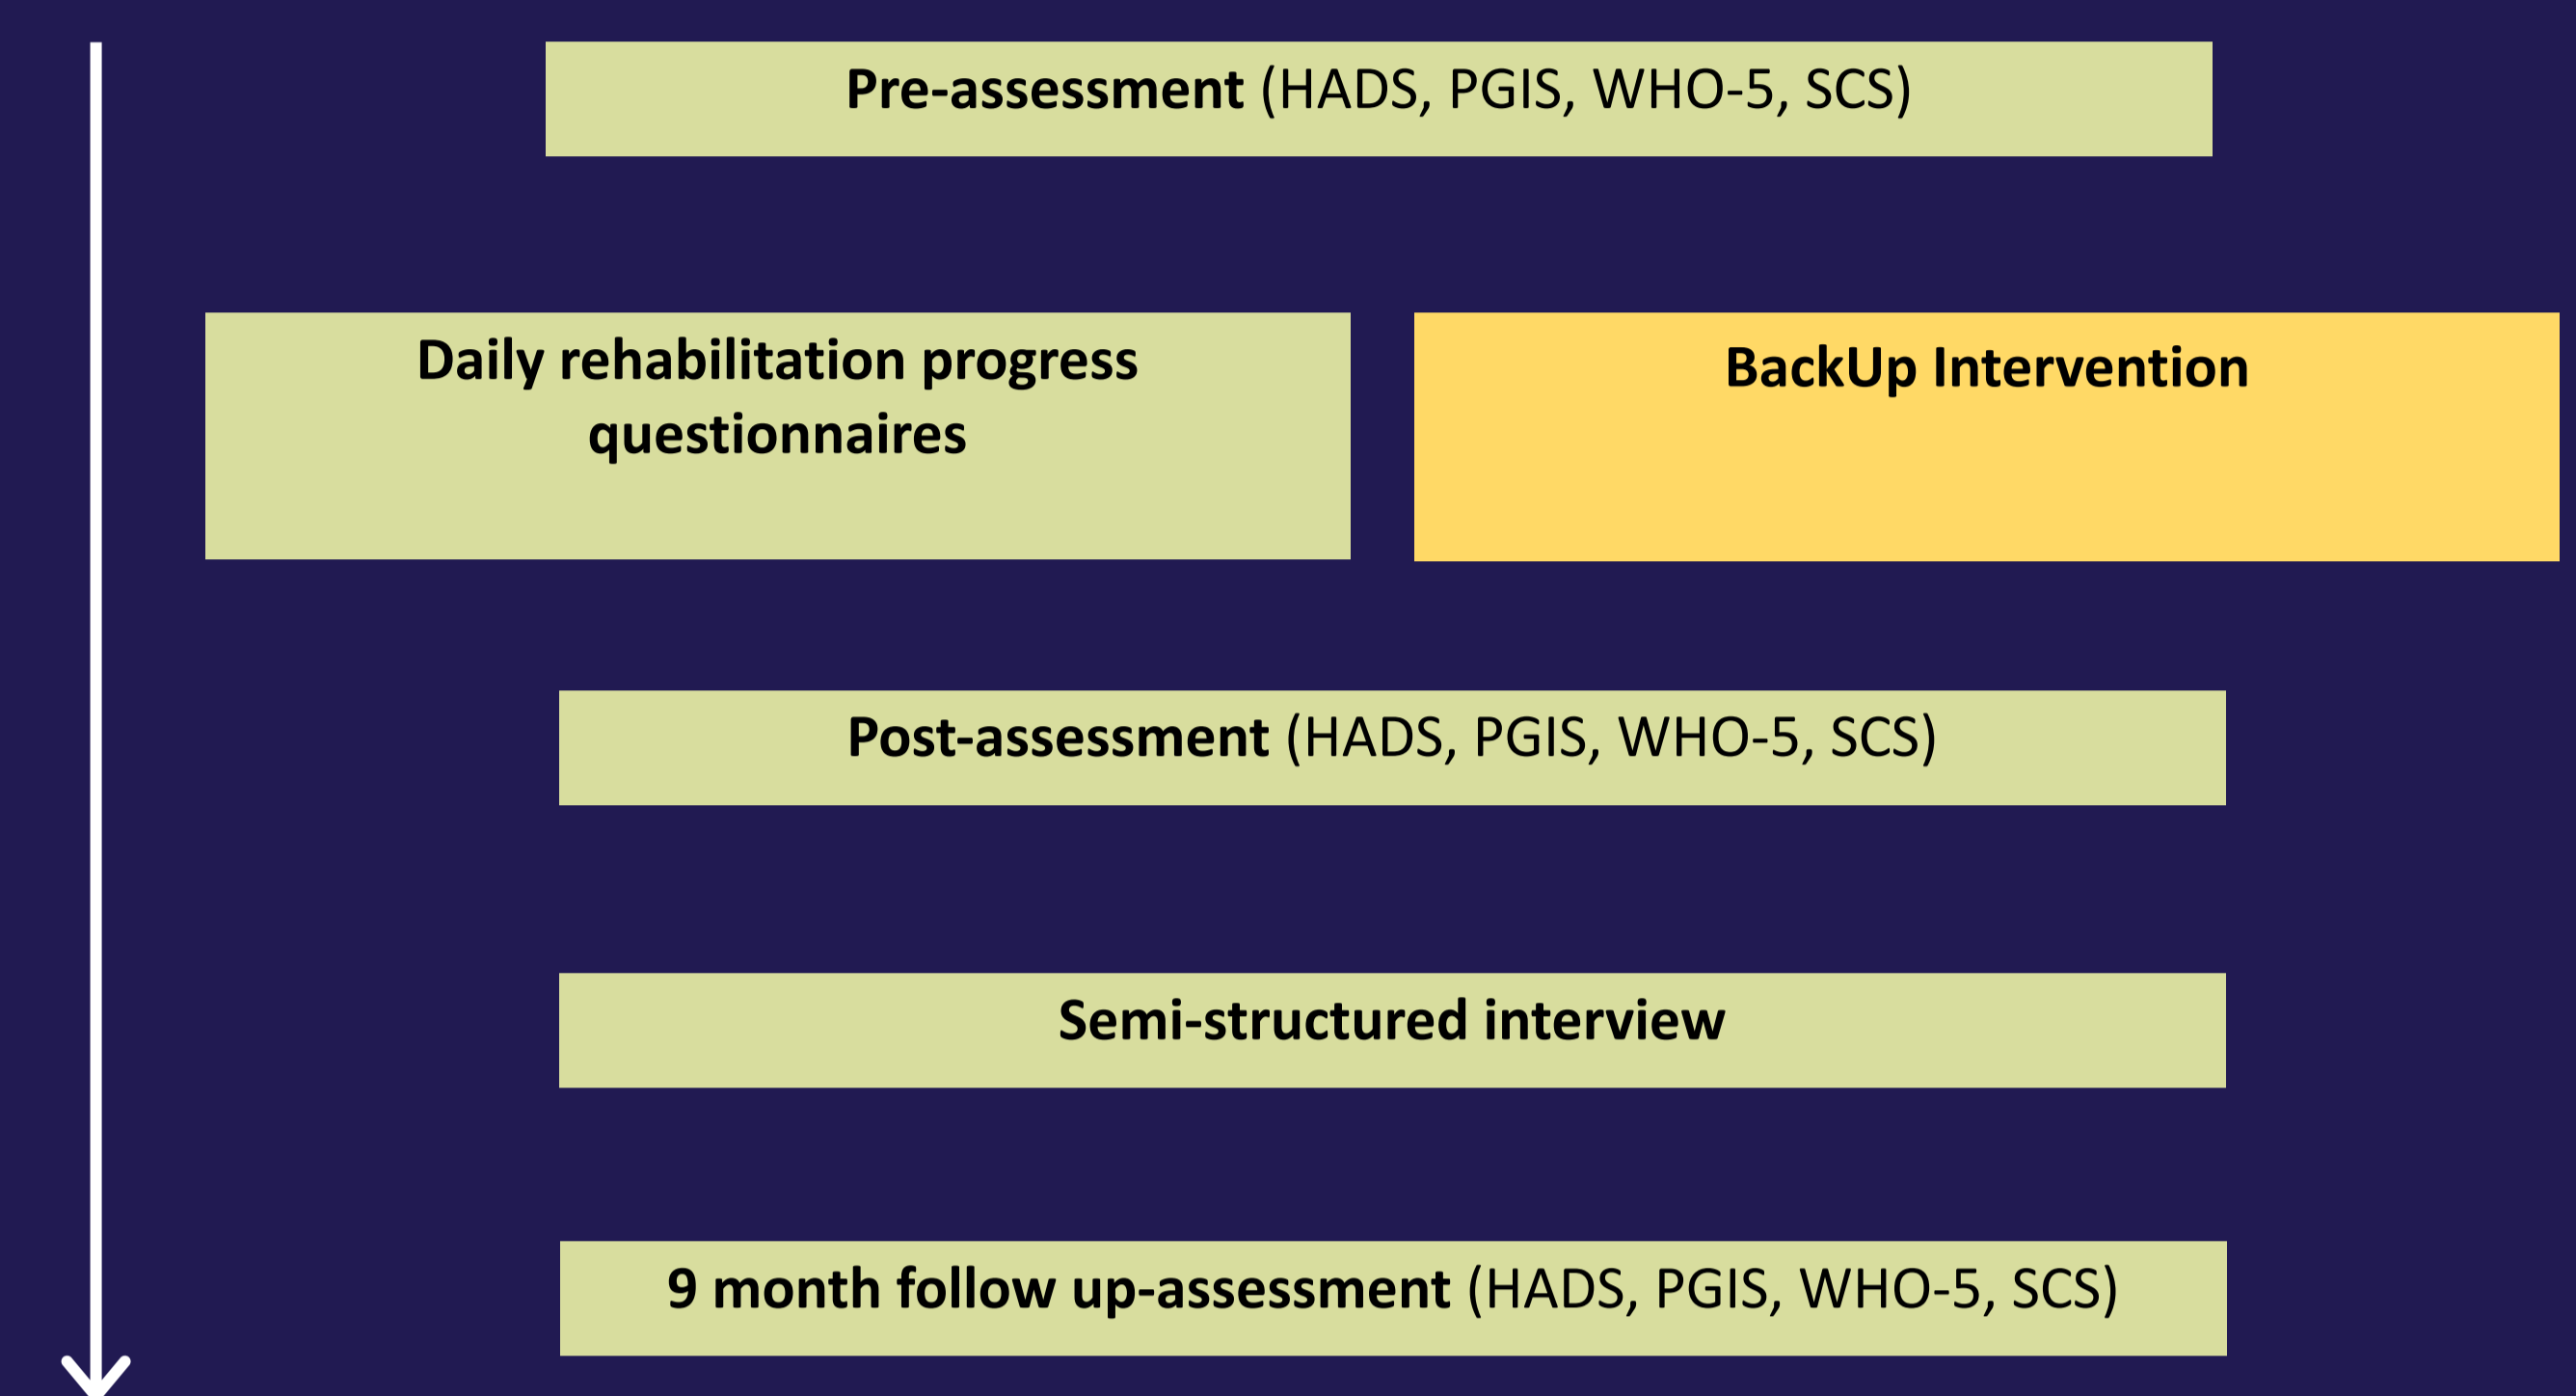 Pre-assessment (HADS, PGIS, WHO-5, SCS)
Daily rehabilitation progress
questionnaires
BackUp Intervention
Post-assessment (HADS, PGIS, WHO-5, SCS)
Semi-structured interview
9 month follow up-assessment (HADS, PGIS, WHO-5, SCS)